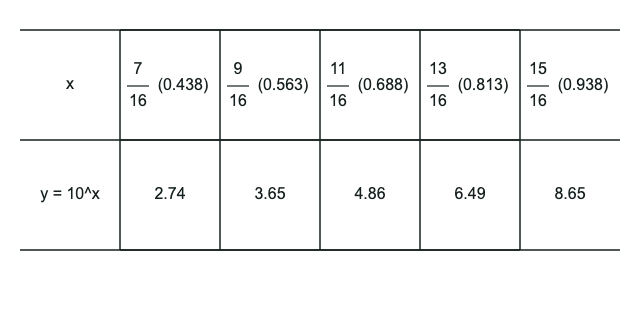 x 7/16 (0.438) 9/16 (0.563) 11/16 (0.688) 13/16 (0.813) 15/16 (0.938)
y = 10^x 2.74 3.65 4.86 6.49 8.65